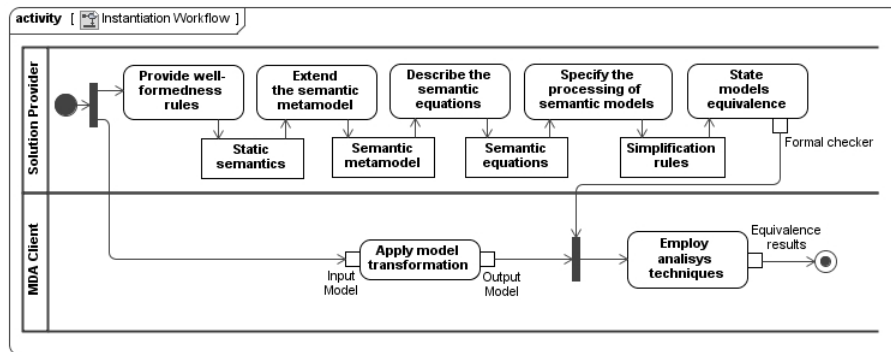 activity [ Instantiation Workflow ]
Solution Provider
Provide well-
formedness
rules
Extend
the semantic
metamodel
Describe the
semantic
equations
Specify the
processing of
semantic models
State
models
equivalence
Static
semantics
Semantic
metamodel
Semantic
equations
Simplification
rules
Formal checker
MDA Client
Input
Model
Apply model
transformation
Output
Model
Employ
analisys
techniques
Equivalence
results